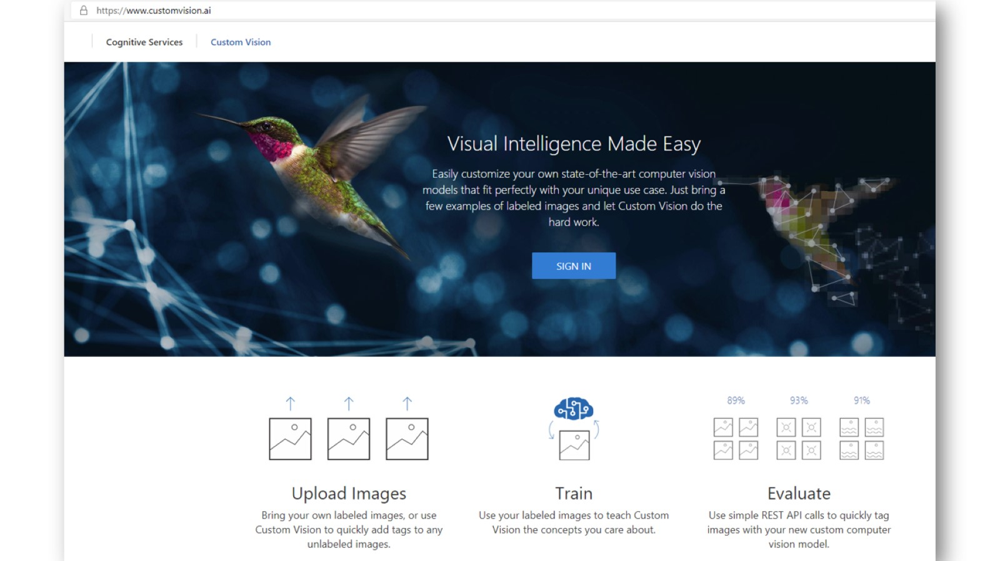 https://www.customvision.ai
Cognitive Services
Custom Vision
Visual Intelligence Made Easy
Easily customize your own state-of-the-art computer vision
models that fit perfectly with your unique use case. Just bring a
few examples of labeled images and let Custom Vision do the
hard work.
SIGN IN
89%
93%
91%
Upload Images
Bring your own labeled images, or use
Custom Vision to quickly add tags to any
unlabeled images.
Train
Use your labeled images to teach Custom
Vision the concepts you care about.
Evaluate
Use simple REST API calls to quickly tag
images with your new custom computer
vision model.